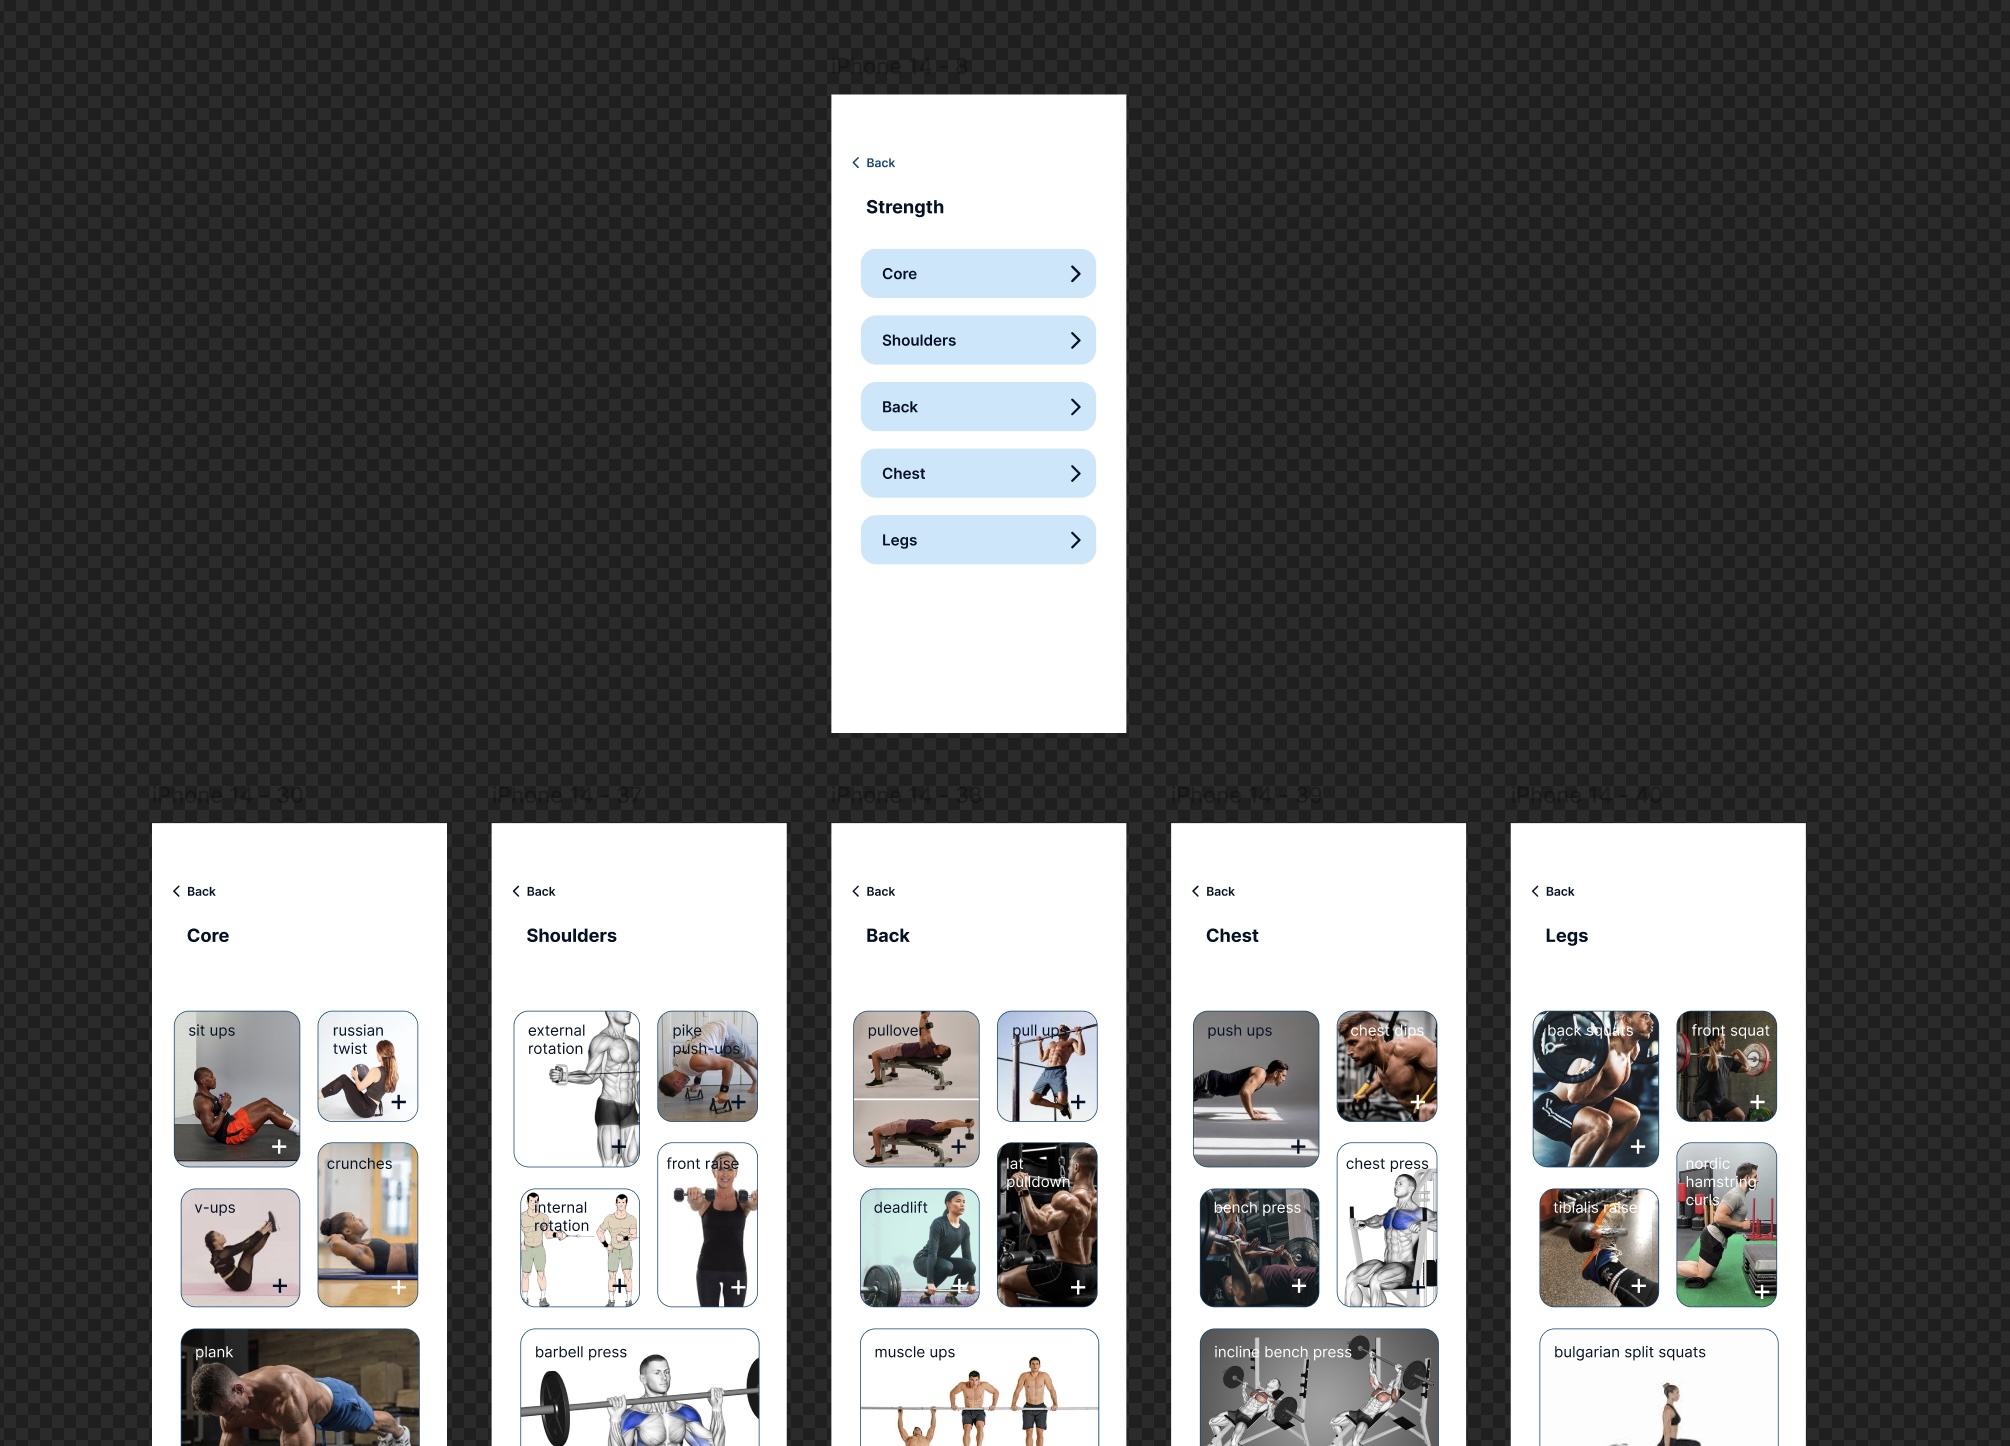 iPhone 14 - 8
Back
Strength
Core
Shoulders
Back
Chest
Legs
iPhone 14 - 30
iPhone 14 - 37
iPhone 14 - 38
iPhone 14 - 39
iPhone 14 - 40
Back
Core
sit ups
russian
twist
crunches
v-ups
plank
Back
Shoulders
external
rotation
pike
push-ups
front raise
internal
rotation
barbell press
Back
Back
pullover
pull ups
lat
pulldown
deadlift
muscle ups
Back
Chest
push ups
chest dips
chest press
bench press
incline bench press
Back
Legs
back squats
front squat
nordic
hamstring
curls
tibialis raise
bulgarian split squats